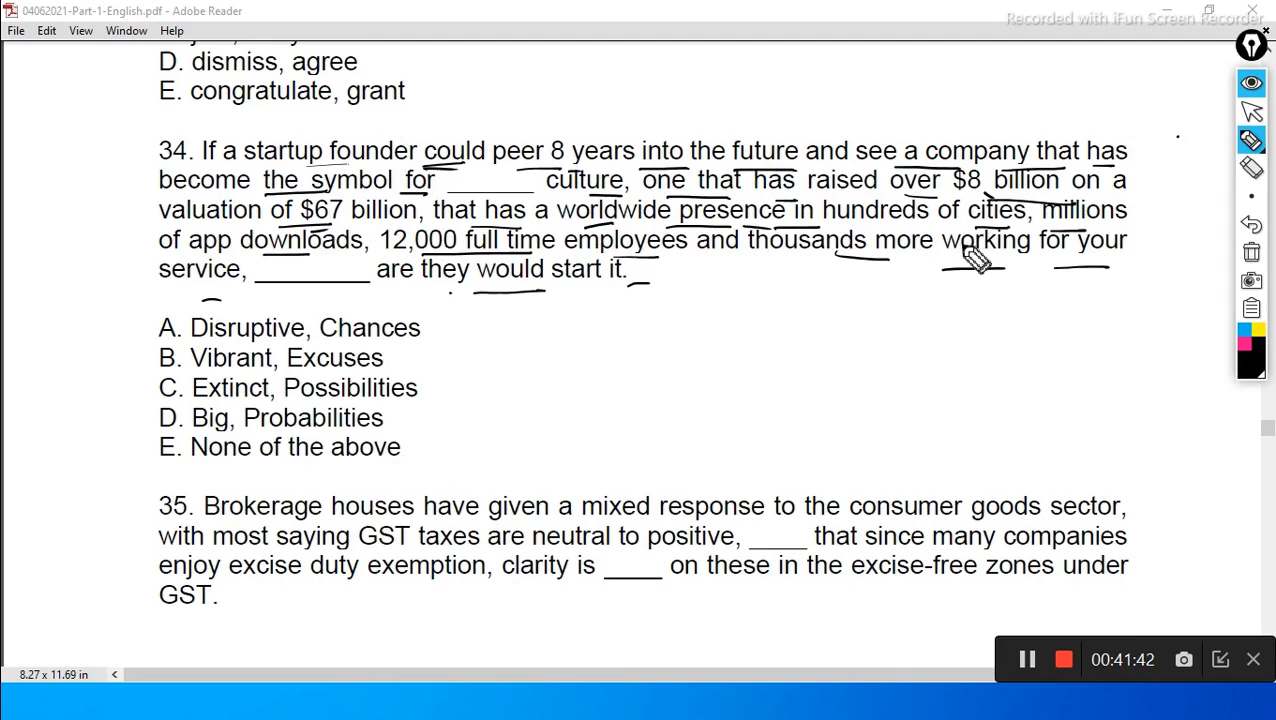 04062021-Part-1-English.pdf - Adobe Reader
Recorded with iFun Screen Recorder
File Edit View Window Help
D. dismiss, agree
E. congratulate, grant
34. If a startup founder could peer 8 years into the future and see a company that has
become the symbol for ______ culture, one that has raised over $8 billion on a
valuation of $67 billion, that has a worldwide presence in hundreds of cities, millions
of app downloads, 12,000 full time employees and thousands more working for your
service, ________ are they would start it.
A. Disruptive, Chances
B. Vibrant, Excuses
C. Extinct, Possibilities
D. Big, Probabilities
E. None of the above
35. Brokerage houses have given a mixed response to the consumer goods sector,
with most saying GST taxes are neutral to positive, ____ that since many companies
enjoy excise duty exemption, clarity is ____ on these in the excise-free zones under
GST.
8.27 x 11.69 in
00:41:42